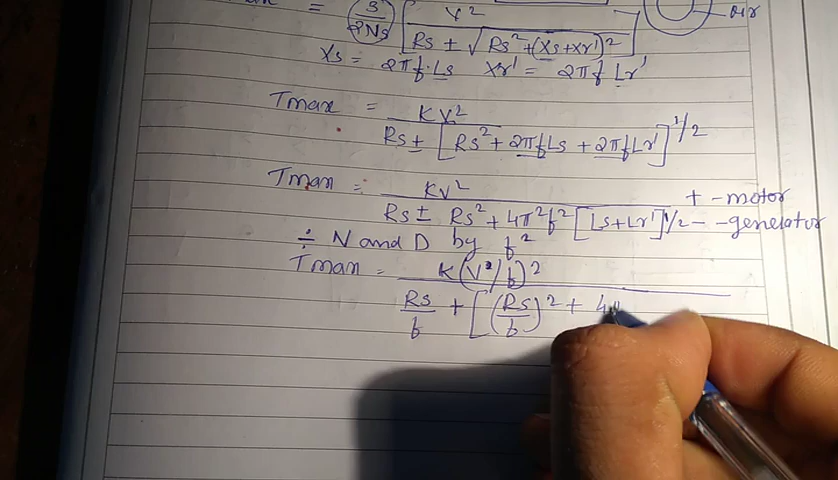 = 3/2Ns [ V² / Rs ± √Rs² + (Xs+Xr')² ] air
Xs = 2πf Ls Xr' = 2πf Lr'
Tmax = KV² / Rs ± [Rs² + 2πfLs + 2πfLr']^1/2
Tmax = KV² / Rs ± Rs² + 4π²f² [Ls+Lr']^1/2 + -motor
- -generator
÷ N and D by f²
Tmax = K(V²/f)² / Rs/f + [(Rs/f)² + 4